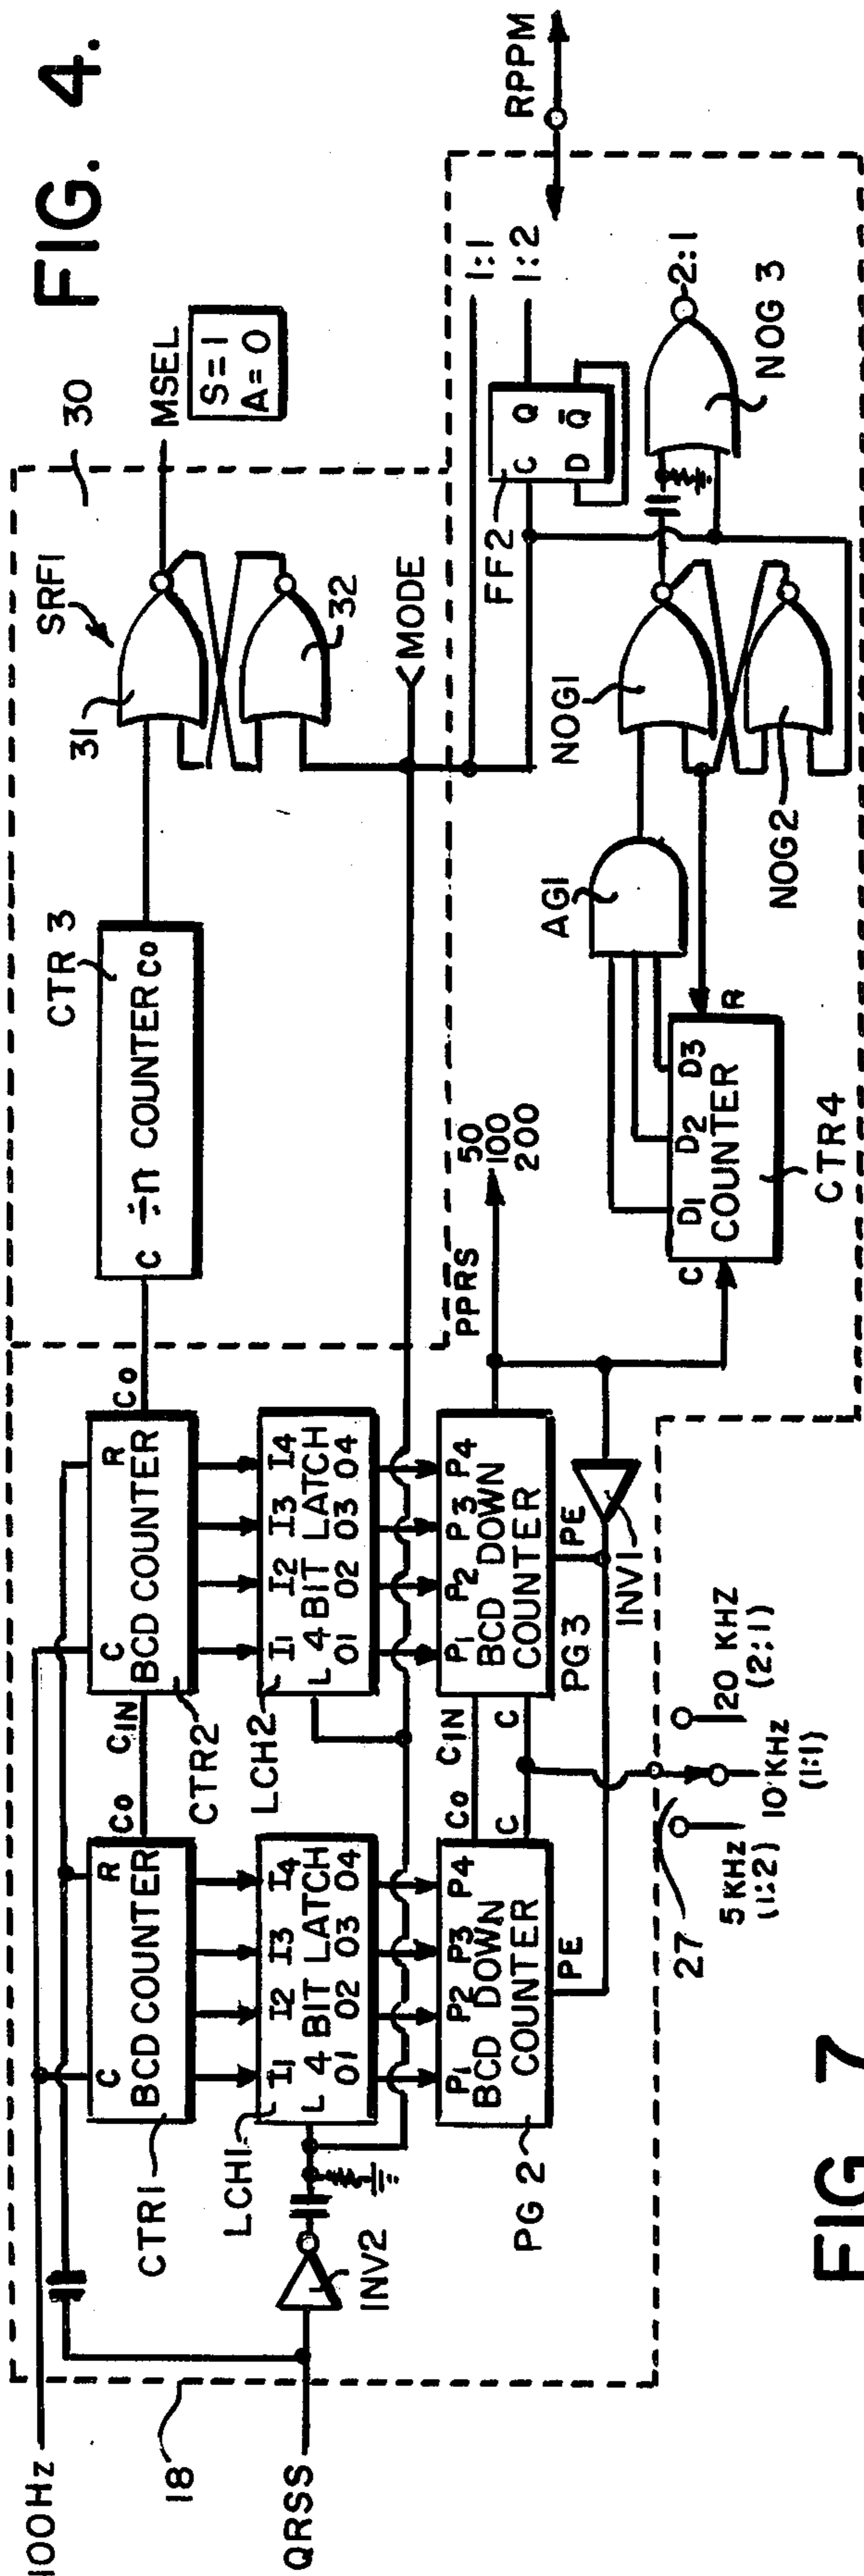 FIG. 4.
100Hz
18
QRSS
CTR1
C R
BCD COUNTER
Co
CIN
CTR2
C R
BCD COUNTER
Co
CTR 3
C ÷n COUNTER Co
SRF1
31
32
30
MSEL
S=1
A=0
MODE
INV2
LCH1
I1 I2 I3 I4
L 4 BIT LATCH
O1 O2 O3 O4
LCH2
I1 I2 I3 I4
L 4 BIT LATCH
O1 O2 O3 O4
PG 2
P1 P2 P3 P4
BCD DOWN
COUNTER
PE
Co
CIN
C
C
P1 P2 P3 P4
BCD DOWN
COUNTER
PE
PG3
INV1
PPRS
50
100
200
C
D1 D2 D3
COUNTER
R
CTR4
AG1
NOG1
NOG2
FF2
C Q
D Q̅
1:1
1:2
2:1
NOG 3
RPPM
27
5KHz
(1:2)
10 KHz
(1:1)
20 KHZ
(2:1)
FIG 7